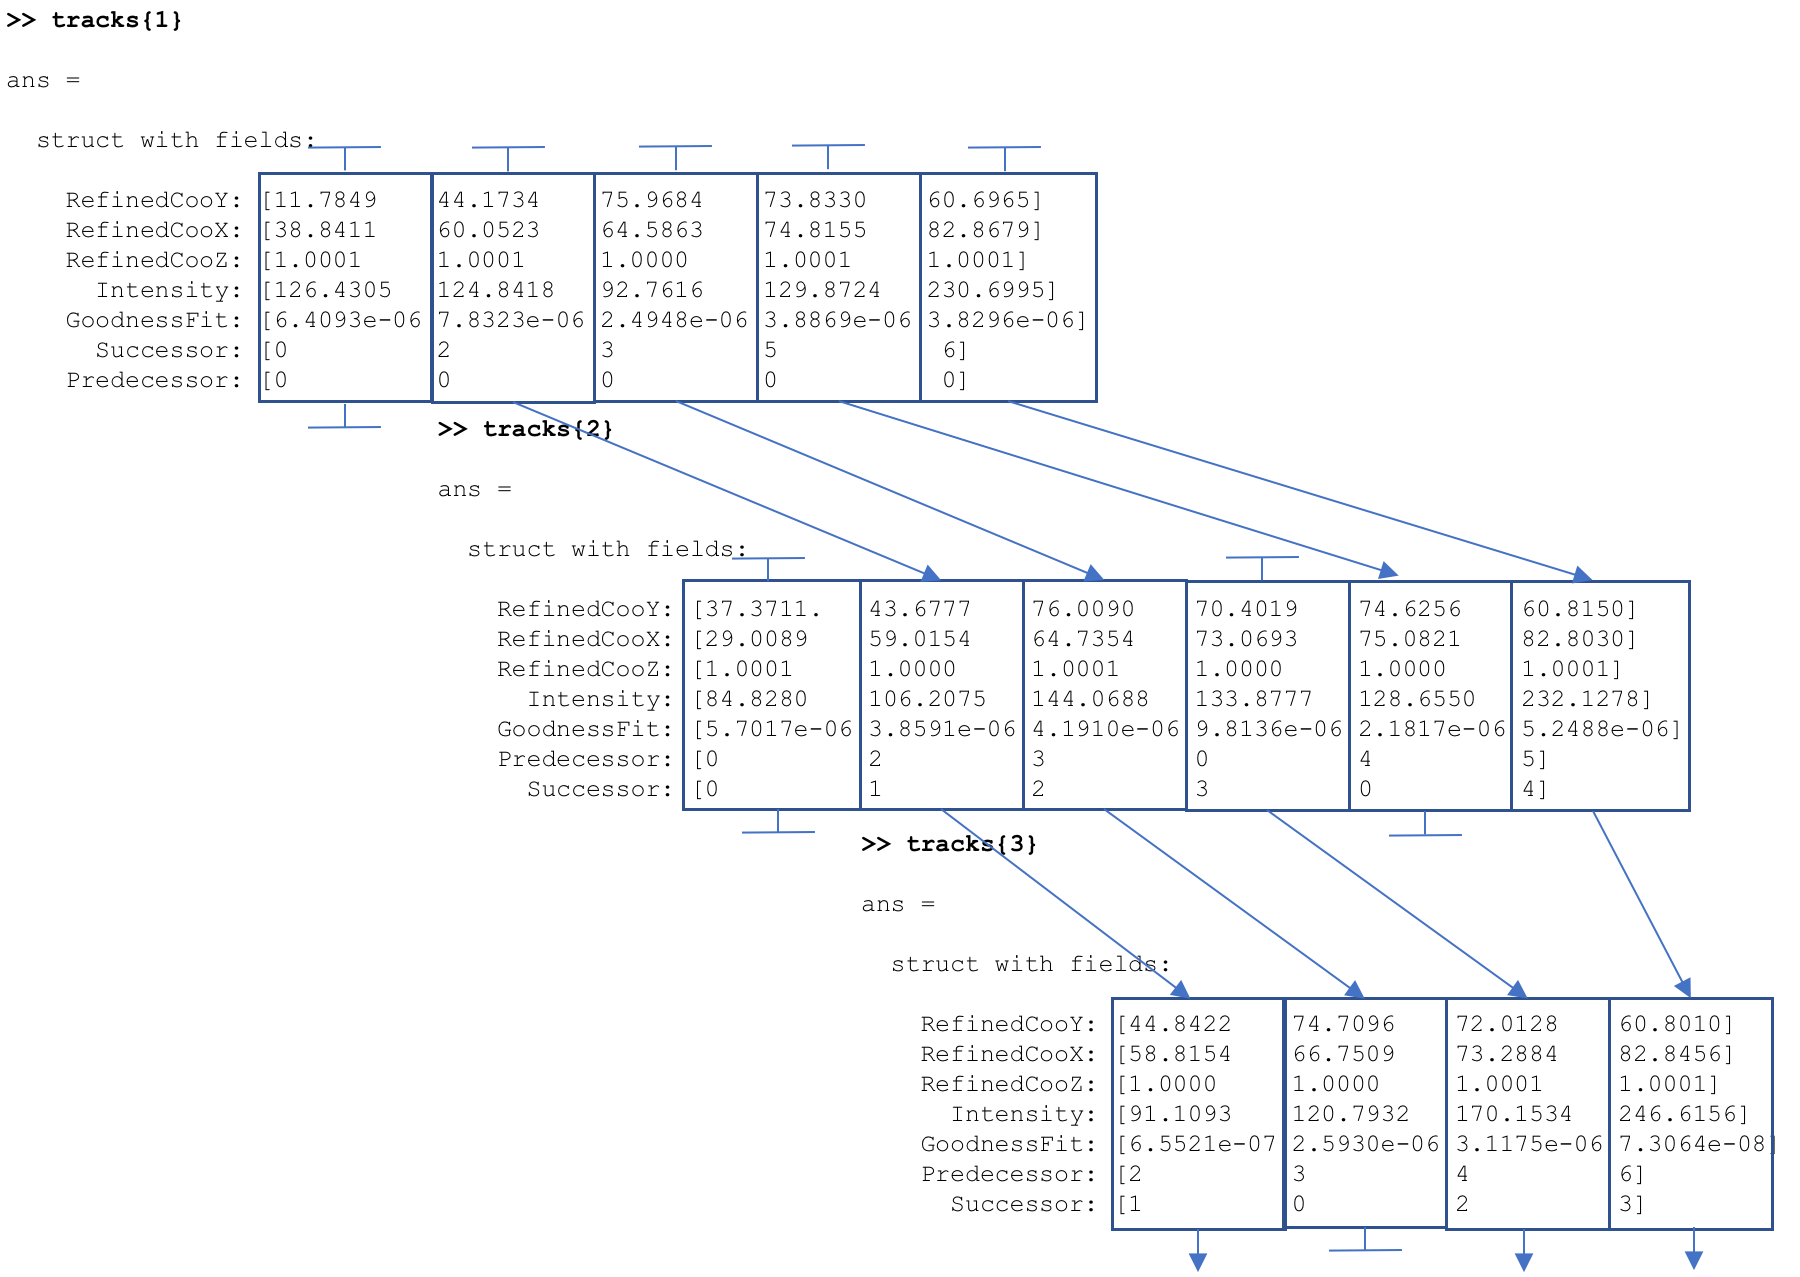 >> tracks{1}
ans =
struct with fields:
RefinedCooY: [11.7849 44.1734 75.9684 73.8330 60.6965]
RefinedCooX: [38.8411 60.0523 64.5863 74.8155 82.8679]
RefinedCooZ: [1.0001 1.0001 1.0000 1.0001 1.0001]
Intensity: [126.4305 124.8418 92.7616 129.8724 230.6995]
GoodnessFit: [6.4093e-06 7.8323e-06 2.4948e-06 3.8869e-06 3.8296e-06]
Successor: [0 2 3 5 6]
Predecessor: [0 0 0 0 0]
>> tracks{2}
ans =
struct with fields:
RefinedCooY: [37.3711. 43.6777 76.0090 70.4019 74.6256 60.8150]
RefinedCooX: [29.0089 59.0154 64.7354 73.0693 75.0821 82.8030]
RefinedCooZ: [1.0001 1.0000 1.0001 1.0000 1.0000 1.0001]
Intensity: [84.8280 106.2075 144.0688 133.8777 128.6550 232.1278]
GoodnessFit: [5.7017e-06 3.8591e-06 4.1910e-06 9.8136e-06 2.1817e-06 5.2488e-06]
Predecessor: [0 2 3 0 4 5]
Successor: [0 1 2 3 0 4]
>> tracks{3}
ans =
struct with fields:
RefinedCooY: [44.8422 74.7096 72.0128 60.8010]
RefinedCooX: [58.8154 66.7509 73.2884 82.8456]
RefinedCooZ: [1.0000 1.0000 1.0001 1.0001]
Intensity: [91.1093 120.7932 170.1534 246.6156]
GoodnessFit: [6.5521e-07 2.5930e-06 3.1175e-06 7.3064e-08]
Predecessor: [2 3 4 6]
Successor: [1 0 2 3]